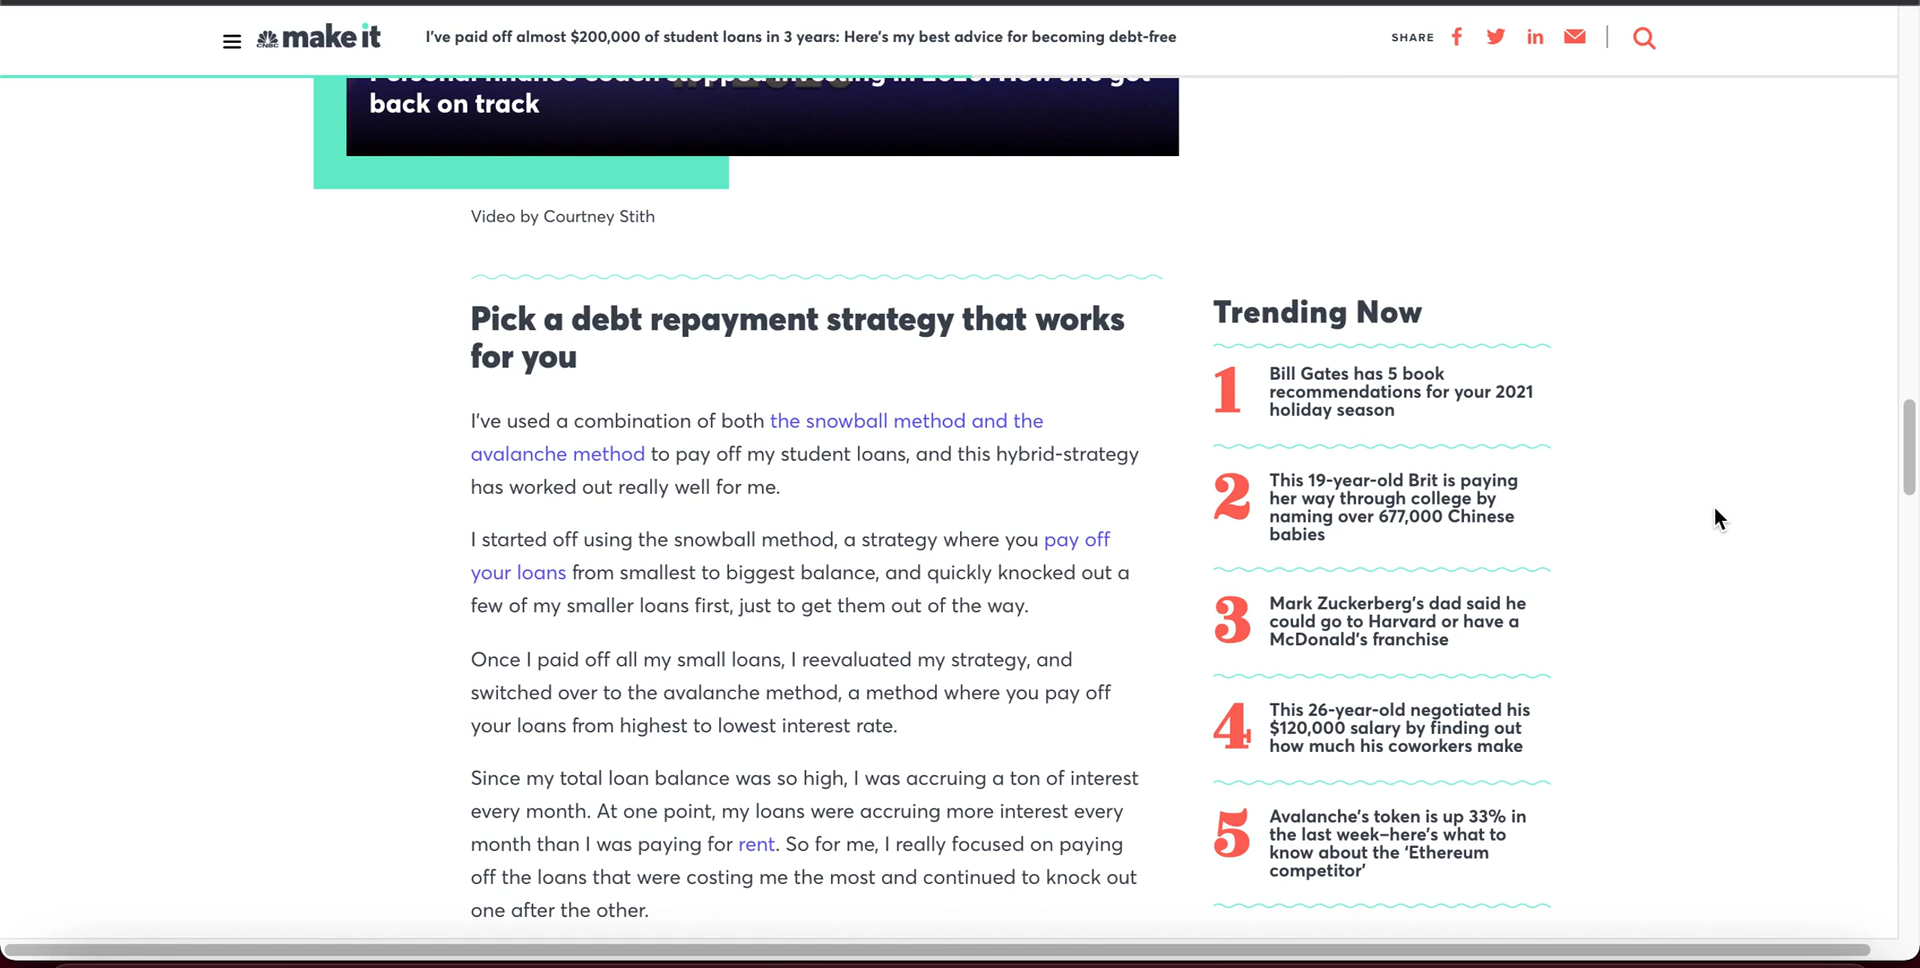 CNBC make it
I've paid off almost $200,000 of student loans in 3 years: Here's my best advice for becoming debt-free
SHARE
back on track
Video by Courtney Stith
Pick a debt repayment strategy that works
for you
I've used a combination of both the snowball method and the
avalanche method to pay off my student loans, and this hybrid-strategy
has worked out really well for me.
I started off using the snowball method, a strategy where you pay off
your loans from smallest to biggest balance, and quickly knocked out a
few of my smaller loans first, just to get them out of the way.
Once I paid off all my small loans, I reevaluated my strategy, and
switched over to the avalanche method, a method where you pay off
your loans from highest to lowest interest rate.
Since my total loan balance was so high, I was accruing a ton of interest
every month. At one point, my loans were accruing more interest every
month than I was paying for rent. So for me, I really focused on paying
off the loans that were costing me the most and continued to knock out
one after the other.
Trending Now
1
Bill Gates has 5 book
recommendations for your 2021
holiday season
2
This 19-year-old Brit is paying
her way through college by
naming over 677,000 Chinese
babies
3
Mark Zuckerberg's dad said he
could go to Harvard or have a
McDonald's franchise
4
This 26-year-old negotiated his
$120,000 salary by finding out
how much his coworkers make
5
Avalanche's token is up 33% in
the last week–here's what to
know about the 'Ethereum
competitor'